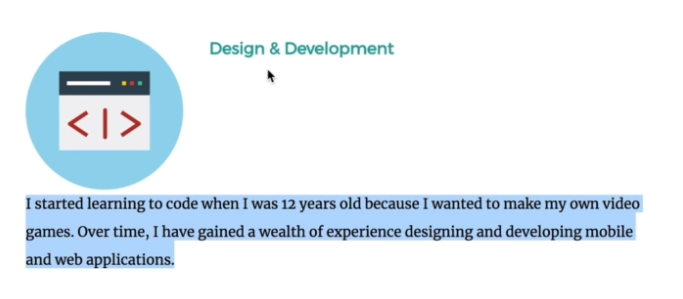 Design & Development
< | >
I started learning to code when I was 12 years old because I wanted to make my own video
games. Over time, I have gained a wealth of experience designing and developing mobile
and web applications.